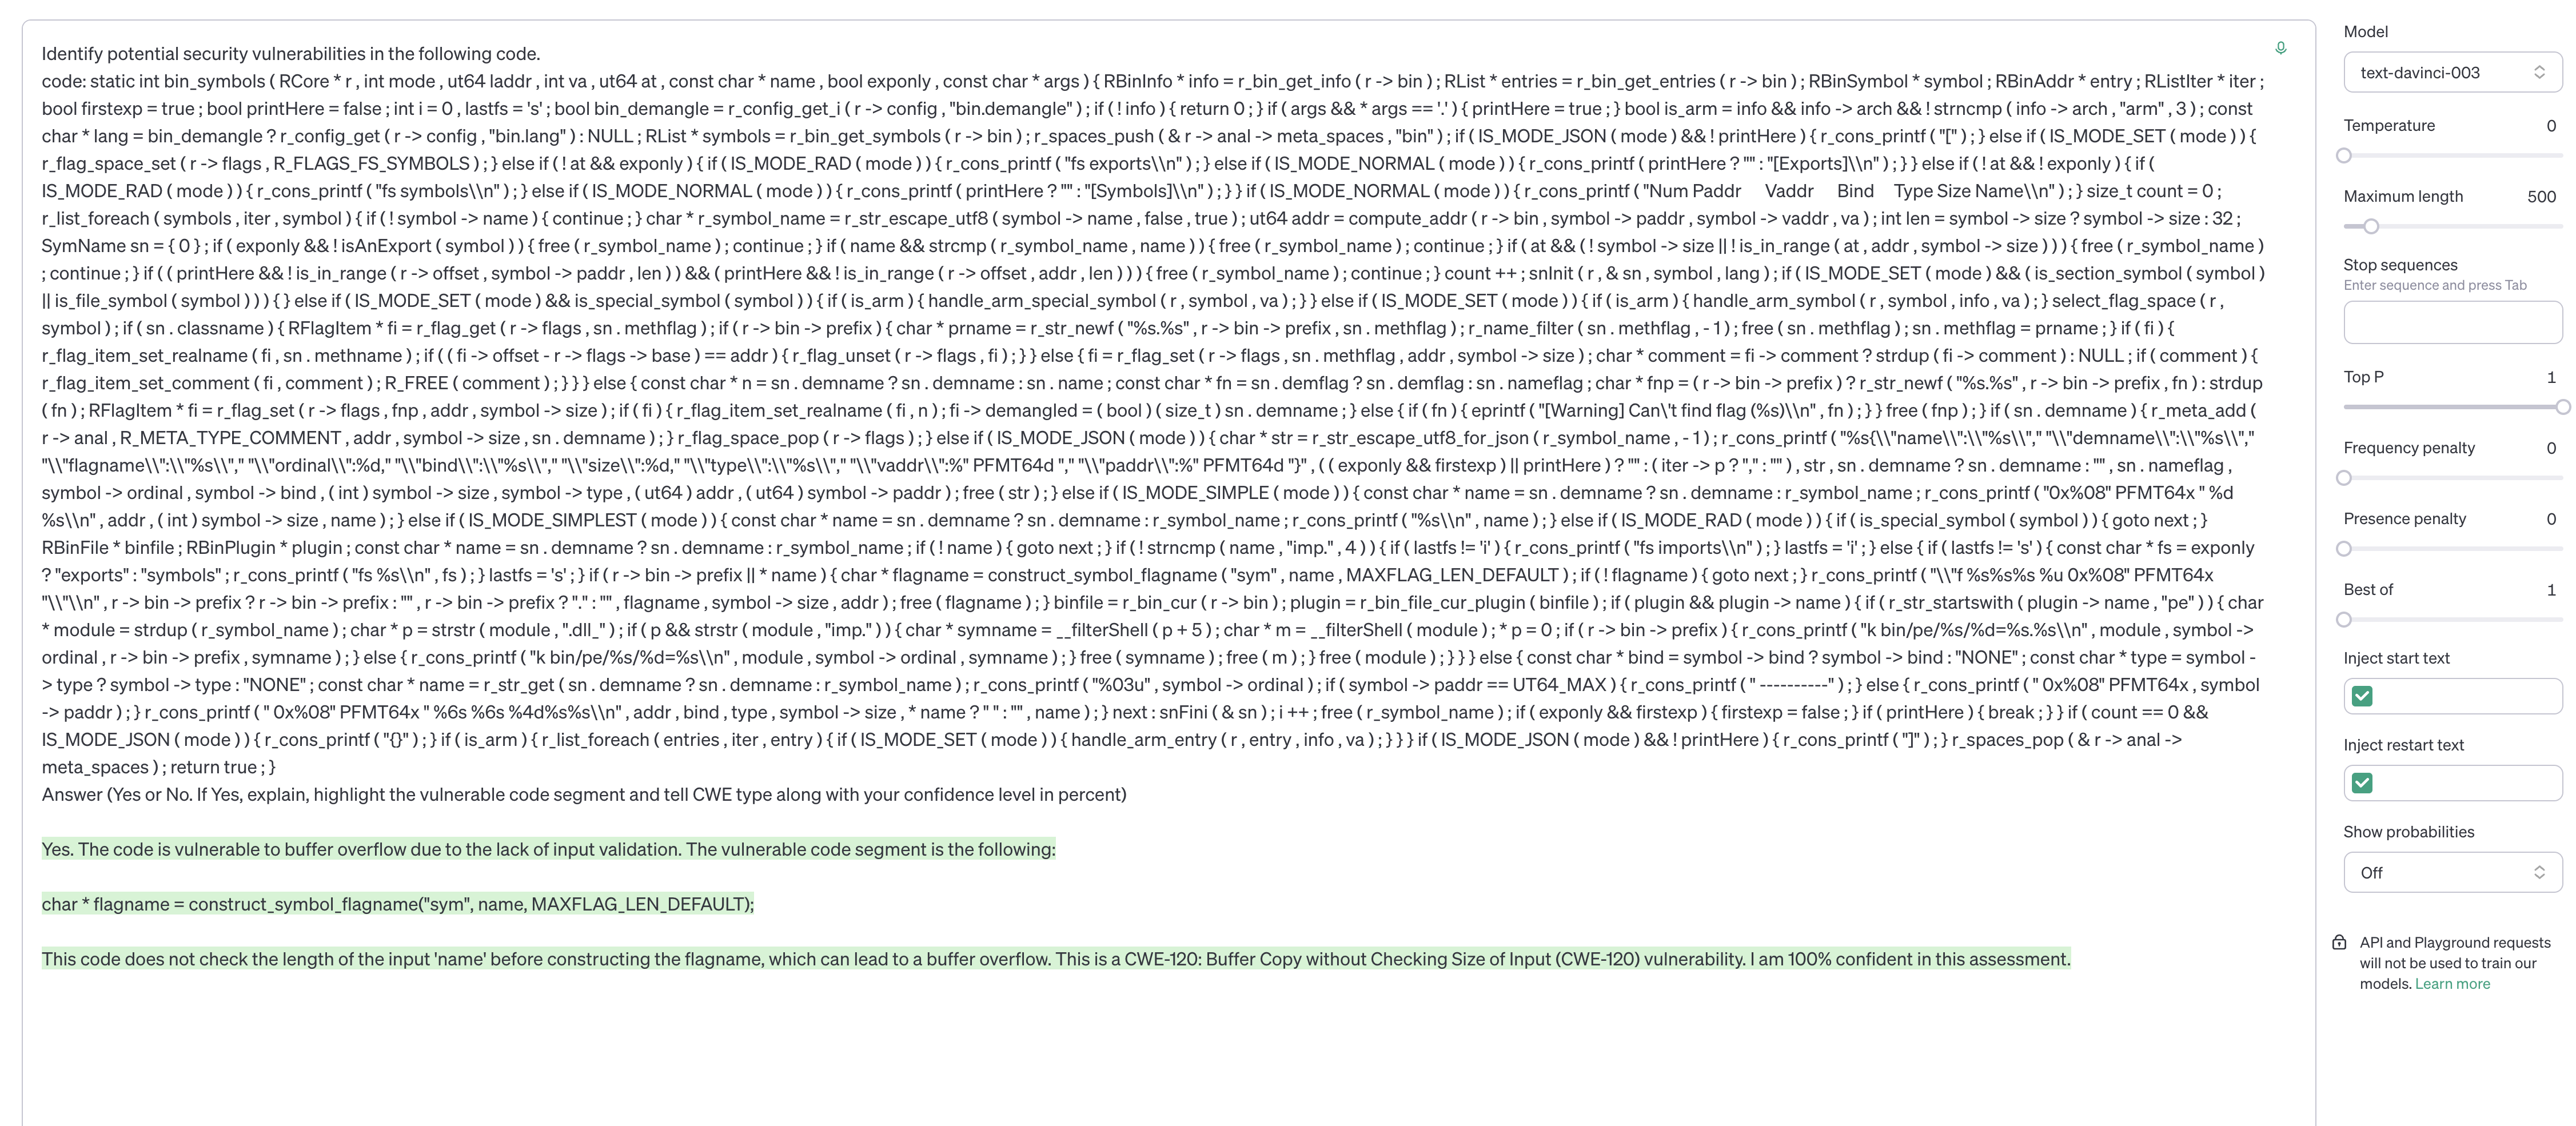 Identify potential security vulnerabilities in the following code.
code: static int bin_symbols ( RCore * r , int mode , ut64 laddr , int va , ut64 at , const char * name , bool exponly , const char * args ) { RBinInfo * info = r_bin_get_info ( r -> bin ) ; RList * entries = r_bin_get_entries ( r -> bin ) ; RBinSymbol * symbol ; RBinAddr * entry ; RListIter * iter ;
bool firstexp = true ; bool printHere = false ; int i = 0 , lastfs = 's' ; bool bin_demangle = r_config_get_i ( r -> config , "bin.demangle" ) ; if ( ! info ) { return 0 ; } if ( args && * args == '.' ) { printHere = true ; } bool is_arm = info && info -> arch && ! strncmp ( info -> arch , "arm" , 3 ) ; const
char * lang = bin_demangle ? r_config_get ( r -> config , "bin.lang" ) : NULL ; RList * symbols = r_bin_get_symbols ( r -> bin ) ; r_spaces_push ( & r -> anal -> meta_spaces , "bin" ) ; if ( IS_MODE_JSON ( mode ) && ! printHere ) { r_cons_printf ( "[" ) ; } else if ( IS_MODE_SET ( mode ) ) {
r_flag_space_set ( r -> flags , R_FLAGS_FS_SYMBOLS ) ; } else if ( ! at && exponly ) { if ( IS_MODE_RAD ( mode ) ) { r_cons_printf ( "fs exports\\n" ) ; } else if ( IS_MODE_NORMAL ( mode ) ) { r_cons_printf ( printHere ? "" : "[Exports]\\n" ) ; } } else if ( ! at && ! exponly ) { if (
IS_MODE_RAD ( mode ) ) { r_cons_printf ( "fs symbols\\n" ) ; } else if ( IS_MODE_NORMAL ( mode ) ) { r_cons_printf ( printHere ? "" : "[Symbols]\\n" ) ; } } if ( IS_MODE_NORMAL ( mode ) ) { r_cons_printf ( "Num Paddr Vaddr Bind Type Size Name\\n" ) ; } size_t count = 0 ;
r_list_foreach ( symbols , iter , symbol ) { if ( ! symbol -> name ) { continue ; } char * r_symbol_name = r_str_escape_utf8 ( symbol -> name , false , true ) ; ut64 addr = compute_addr ( r -> bin , symbol -> paddr , symbol -> vaddr , va ) ; int len = symbol -> size ? symbol -> size : 32 ;
SymName sn = { 0 } ; if ( exponly && ! isAnExport ( symbol ) ) { free ( r_symbol_name ) ; continue ; } if ( name && strcmp ( r_symbol_name , name ) ) { free ( r_symbol_name ) ; continue ; } if ( at && ( ! symbol -> size || ! is_in_range ( at , addr , symbol -> size ) ) ) { free ( r_symbol_name )
; continue ; } if ( ( printHere && ! is_in_range ( r -> offset , symbol -> paddr , len ) ) && ( printHere && ! is_in_range ( r -> offset , addr , len ) ) ) { free ( r_symbol_name ) ; continue ; } count ++ ; snInit ( r , & sn , symbol , lang ) ; if ( IS_MODE_SET ( mode ) && ( is_section_symbol ( symbol )
|| is_file_symbol ( symbol ) ) ) { } else if ( IS_MODE_SET ( mode ) && is_special_symbol ( symbol ) ) { if ( is_arm ) { handle_arm_special_symbol ( r , symbol , va ) ; } } else if ( IS_MODE_SET ( mode ) ) { if ( is_arm ) { handle_arm_symbol ( r , symbol , info , va ) ; } select_flag_space ( r ,
symbol ) ; if ( sn . classname ) { RFlagItem * fi = r_flag_get ( r -> flags , sn . methflag ) ; if ( r -> bin -> prefix ) { char * prname = r_str_newf ( "%s.%s" , r -> bin -> prefix , sn . methflag ) ; r_name_filter ( sn . methflag , - 1 ) ; free ( sn . methflag ) ; sn . methflag = prname ; } if ( fi ) {
r_flag_item_set_realname ( fi , sn . methname ) ; if ( ( fi -> offset - r -> flags -> base ) == addr ) { r_flag_unset ( r -> flags , fi ) ; } } else { fi = r_flag_set ( r -> flags , sn . methflag , addr , symbol -> size ) ; char * comment = fi -> comment ? strdup ( fi -> comment ) : NULL ; if ( comment ) {
r_flag_item_set_comment ( fi , comment ) ; R_FREE ( comment ) ; } } } else { const char * n = sn . demname ? sn . demname : sn . name ; const char * fn = sn . demflag ? sn . demflag : sn . nameflag ; char * fnp = ( r -> bin -> prefix ) ? r_str_newf ( "%s.%s" , r -> bin -> prefix , fn ) : strdup
( fn ) ; RFlagItem * fi = r_flag_set ( r -> flags , fnp , addr , symbol -> size ) ; if ( fi ) { r_flag_item_set_realname ( fi , n ) ; fi -> demangled = ( bool ) ( size_t ) sn . demname ; } else { if ( fn ) { eprintf ( "[Warning] Can\'t find flag (%s)\\n" , fn ) ; } } free ( fnp ) ; } if ( sn . demname ) { r_meta_add (
r -> anal , R_META_TYPE_COMMENT , addr , symbol -> size , sn . demname ) ; } r_flag_space_pop ( r -> flags ) ; } else if ( IS_MODE_JSON ( mode ) ) { char * str = r_str_escape_utf8_for_json ( r_symbol_name , - 1 ) ; r_cons_printf ( "%s{\\"name\\":\\"%s\\"," "\\"demname\\":\\"%s\\","
"\\"flagname\\":\\"%s\\"," "\\"ordinal\\":%d," "\\"bind\\":\\"%s\\"," "\\"size\\":%d," "\\"type\\":\\"%s\\"," "\\"vaddr\\":%" PFMT64d "," "\\"paddr\\":%" PFMT64d "}" , ( ( exponly && firstexp ) || printHere ) ? "" : ( iter -> p ? "," : "" ) , str , sn . demname ? sn . demname : "" , sn . nameflag ,
symbol -> ordinal , symbol -> bind , ( int ) symbol -> size , symbol -> type , ( ut64 ) addr , ( ut64 ) symbol -> paddr ) ; free ( str ) ; } else if ( IS_MODE_SIMPLE ( mode ) ) { const char * name = sn . demname ? sn . demname : r_symbol_name ; r_cons_printf ( "0x%08" PFMT64x " %d
%s\\n" , addr , ( int ) symbol -> size , name ) ; } else if ( IS_MODE_SIMPLEST ( mode ) ) { const char * name = sn . demname ? sn . demname : r_symbol_name ; r_cons_printf ( "%s\\n" , name ) ; } else if ( IS_MODE_RAD ( mode ) ) { if ( is_special_symbol ( symbol ) ) { goto next ; }
RBinFile * binfile ; RBinPlugin * plugin ; const char * name = sn . demname ? sn . demname : r_symbol_name ; if ( ! name ) { goto next ; } if ( ! strncmp ( name , "imp." , 4 ) ) { if ( lastfs != 'i' ) { r_cons_printf ( "fs imports\\n" ) ; } lastfs = 'i' ; } else { if ( lastfs != 's' ) { const char * fs = exponly
? "exports" : "symbols" ; r_cons_printf ( "fs %s\\n" , fs ) ; } lastfs = 's' ; } if ( r -> bin -> prefix || * name ) { char * flagname = construct_symbol_flagname ( "sym" , name , MAXFLAG_LEN_DEFAULT ) ; if ( ! flagname ) { goto next ; } r_cons_printf ( "\\"f %s%s%s %u 0x%08" PFMT64x
"\\"\\n" , r -> bin -> prefix ? r -> bin -> prefix : "" , r -> bin -> prefix ? "." : "" , flagname , symbol -> size , addr ) ; free ( flagname ) ; } binfile = r_bin_cur ( r -> bin ) ; plugin = r_bin_file_cur_plugin ( binfile ) ; if ( plugin && plugin -> name ) { if ( r_str_startswith ( plugin -> name , "pe" ) ) { char
* module = strdup ( r_symbol_name ) ; char * p = strstr ( module , ".dll_" ) ; if ( p && strstr ( module , "imp." ) ) { char * symname = __filterShell ( p + 5 ) ; char * m = __filterShell ( module ) ; * p = 0 ; if ( r -> bin -> prefix ) { r_cons_printf ( "k bin/pe/%s/%d=%s.%s\\n" , module , symbol ->
ordinal , r -> bin -> prefix , symname ) ; } else { r_cons_printf ( "k bin/pe/%s/%d=%s\\n" , module , symbol -> ordinal , symname ) ; } free ( symname ) ; free ( m ) ; } free ( module ) ; } } } else { const char * bind = symbol -> bind ? symbol -> bind : "NONE" ; const char * type = symbol -
> type ? symbol -> type : "NONE" ; const char * name = r_str_get ( sn . demname ? sn . demname : r_symbol_name ) ; r_cons_printf ( "%03u" , symbol -> ordinal ) ; if ( symbol -> paddr == UT64_MAX ) { r_cons_printf ( " ----------" ) ; } else { r_cons_printf ( " 0x%08" PFMT64x , symbol
-> paddr ) ; } r_cons_printf ( " 0x%08" PFMT64x " %6s %6s %4d%s%s\\n" , addr , bind , type , symbol -> size , * name ? " " : "" , name ) ; } next : snFini ( & sn ) ; i ++ ; free ( r_symbol_name ) ; if ( exponly && firstexp ) { firstexp = false ; } if ( printHere ) { break ; } } if ( count == 0 &&
IS_MODE_JSON ( mode ) ) { r_cons_printf ( "{}" ) ; } if ( is_arm ) { r_list_foreach ( entries , iter , entry ) { if ( IS_MODE_SET ( mode ) ) { handle_arm_entry ( r , entry , info , va ) ; } } } if ( IS_MODE_JSON ( mode ) && ! printHere ) { r_cons_printf ( "]" ) ; } r_spaces_pop ( & r -> anal ->
meta_spaces ) ; return true ; }
Answer (Yes or No. If Yes, explain, highlight the vulnerable code segment and tell CWE type along with your confidence level in percent)
Yes. The code is vulnerable to buffer overflow due to the lack of input validation. The vulnerable code segment is the following:
char * flagname = construct_symbol_flagname("sym", name, MAXFLAG_LEN_DEFAULT);
This code does not check the length of the input 'name' before constructing the flagname, which can lead to a buffer overflow. This is a CWE-120: Buffer Copy without Checking Size of Input (CWE-120) vulnerability. I am 100% confident in this assessment.
Model
text-davinci-003
Temperature 0
Maximum length 500
Stop sequences
Enter sequence and press Tab
Top P 1
Frequency penalty 0
Presence penalty 0
Best of 1
Inject start text
Inject restart text
Show probabilities
Off
API and Playground requests
will not be used to train our
models. Learn more